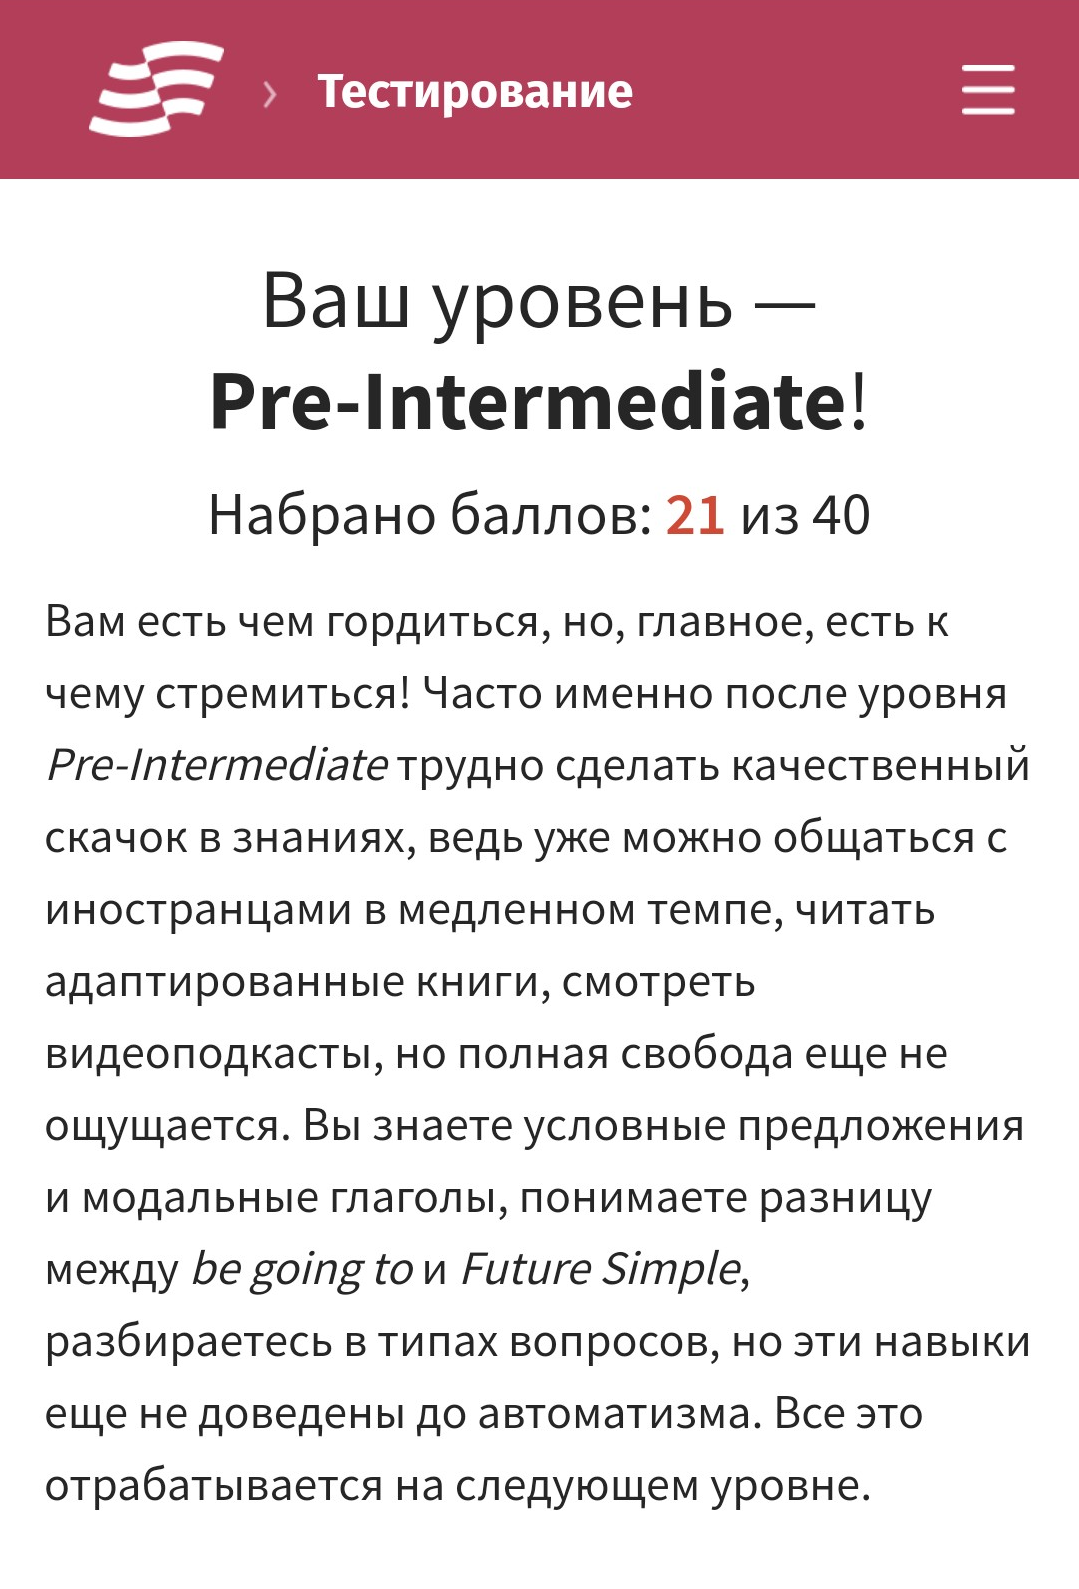 › Тестирование
Ваш уровень —
Pre-Intermediate!
Набрано баллов: 21 из 40
Вам есть чем гордиться, но, главное, есть к
чему стремиться! Часто именно после уровня
Pre-Intermediate трудно сделать качественный
скачок в знаниях, ведь уже можно общаться с
иностранцами в медленном темпе, читать
адаптированные книги, смотреть
видеоподкасты, но полная свобода еще не
ощущается. Вы знаете условные предложения
и модальные глаголы, понимаете разницу
между be going to и Future Simple,
разбираетесь в типах вопросов, но эти навыки
еще не доведены до автоматизма. Все это
отрабатывается на следующем уровне.